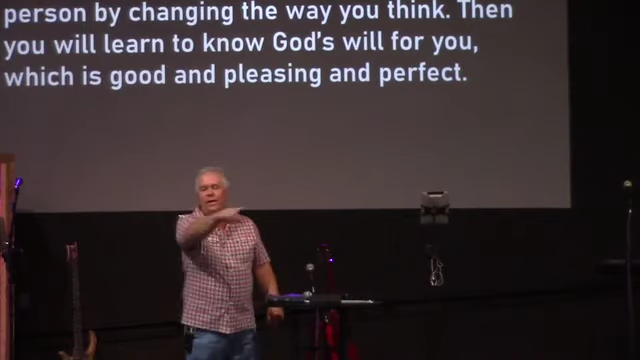 person by changing the way you think. Then
you will learn to know God's will for you,
which is good and pleasing and perfect.